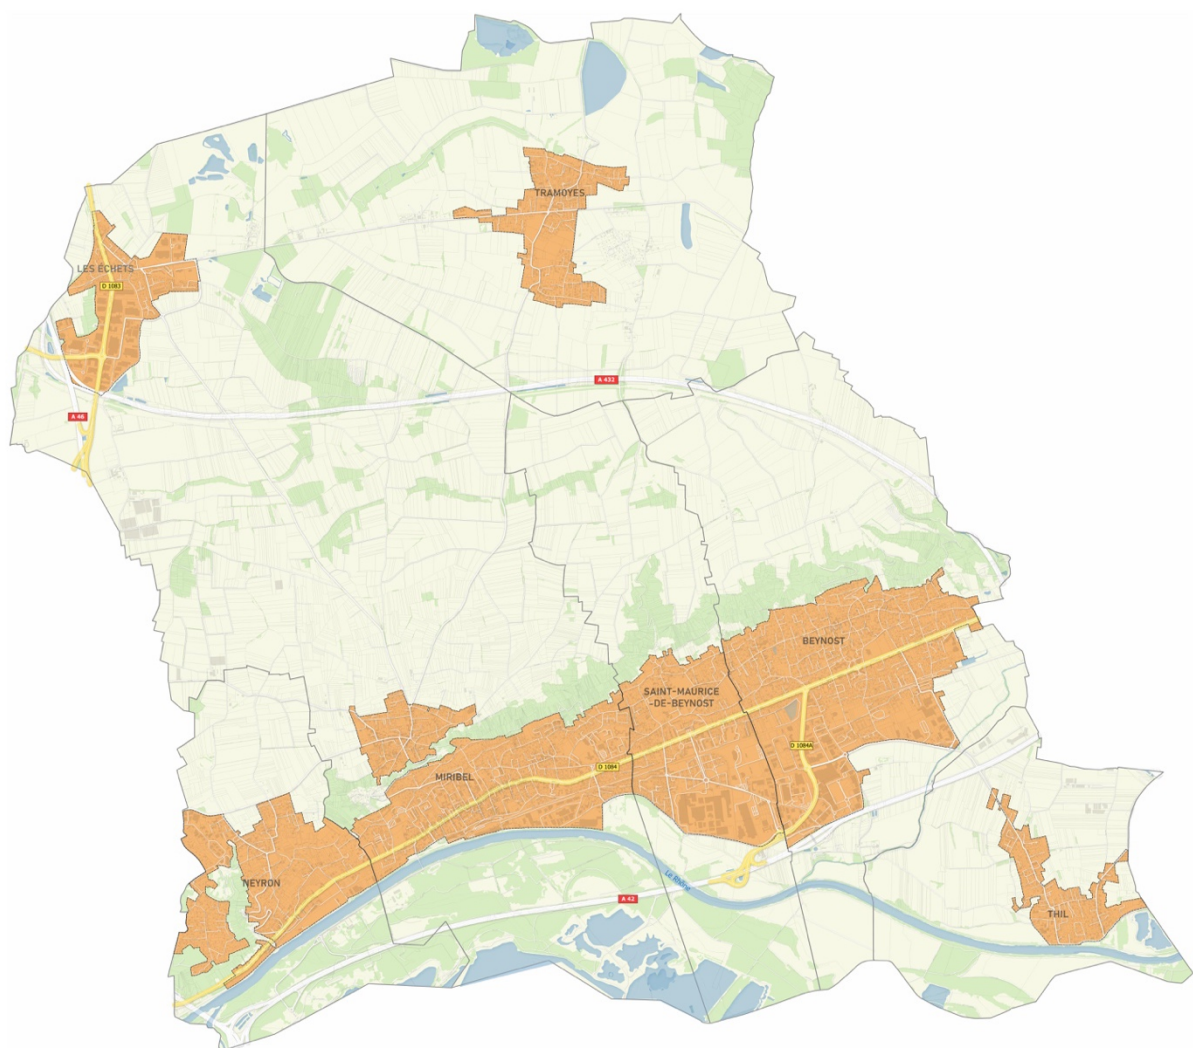 TRAMOYES
LES ÉCHETS
D 1083
A 432
A 46
BEYNOST
SAINT-MAURICE
-DE-BEYNOST
D 1084A
D 1084
MIRIBEL
Le Rhône
NEYRON
A 42
THIL